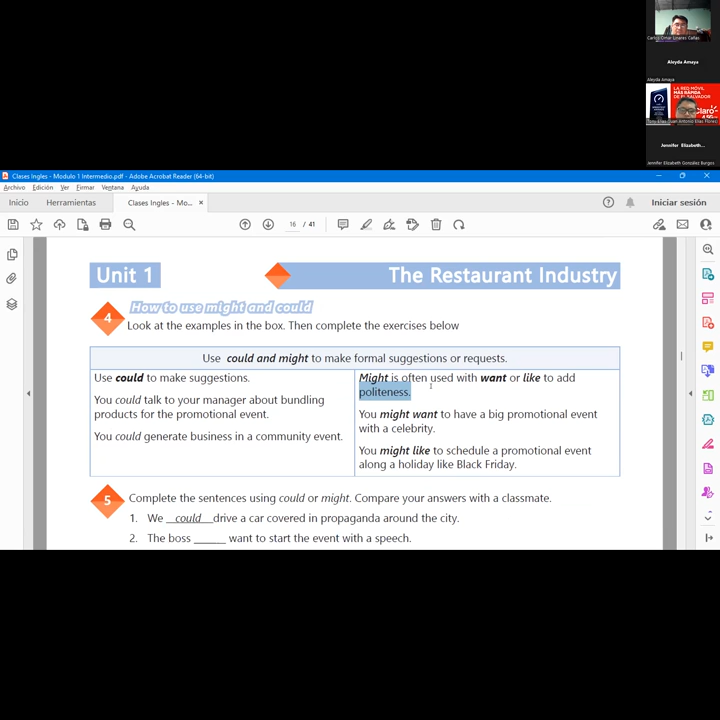 Carlos Omar Linares Callas
Aleyda Amaya
Aleyda Amaya
LA RED MÓVIL
MÁS RÁPIDA
DE EL SALVADOR
Claro
Jennifer Elizabeth...
Jennifer Elizabeth González Burgos
Clases Ingles - Modulo 1 Intermedio.pdf - Adobe Acrobat Reader (64-bit)
Archivo Edición Ver Firmar Ventana Ayuda
Inicio Herramientas Clases Ingles - Mo... × Iniciar sesión
16 / 41
Unit 1 The Restaurant Industry
How to use might and could
4 Look at the examples in the box. Then complete the exercises below
Use could and might to make formal suggestions or requests.
Use could to make suggestions.
You could talk to your manager about bundling
products for the promotional event.
You could generate business in a community event.
Might is often used with want or like to add
politeness.
You might want to have a big promotional event
with a celebrity.
You might like to schedule a promotional event
along a holiday like Black Friday.
5 Complete the sentences using could or might. Compare your answers with a classmate.
1. We __could__drive a car covered in propaganda around the city.
2. The boss ______ want to start the event with a speech.